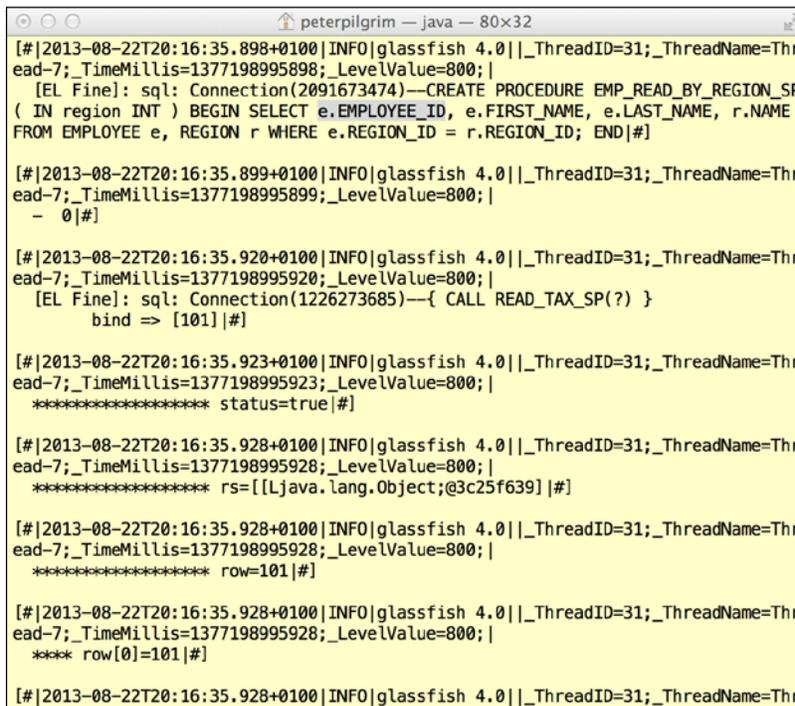 peterpilgrim — java — 80×32
[#|2013-08-22T20:16:35.898+0100|INFO|glassfish 4.0||_ThreadID=31;_ThreadName=Thr
ead-7;_TimeMillis=1377198995898;_LevelValue=800;|
[EL Fine]: sql: Connection(2091673474)--CREATE PROCEDURE EMP_READ_BY_REGION_SP
( IN region INT ) BEGIN SELECT e.EMPLOYEE_ID, e.FIRST_NAME, e.LAST_NAME, r.NAME
FROM EMPLOYEE e, REGION r WHERE e.REGION_ID = r.REGION_ID; END|#]
[#|2013-08-22T20:16:35.899+0100|INFO|glassfish 4.0||_ThreadID=31;_ThreadName=Thr
ead-7;_TimeMillis=1377198995899;_LevelValue=800;|
- 0|#]
[#|2013-08-22T20:16:35.920+0100|INFO|glassfish 4.0||_ThreadID=31;_ThreadName=Thr
ead-7;_TimeMillis=1377198995920;_LevelValue=800;|
[EL Fine]: sql: Connection(1226273685)--{ CALL READ_TAX_SP(?) }
bind => [101]|#]
[#|2013-08-22T20:16:35.923+0100|INFO|glassfish 4.0||_ThreadID=31;_ThreadName=Thr
ead-7;_TimeMillis=1377198995923;_LevelValue=800;|
****************** status=true|#]
[#|2013-08-22T20:16:35.928+0100|INFO|glassfish 4.0||_ThreadID=31;_ThreadName=Thr
ead-7;_TimeMillis=1377198995928;_LevelValue=800;|
****************** rs=[[Ljava.lang.Object;@3c25f639]|#]
[#|2013-08-22T20:16:35.928+0100|INFO|glassfish 4.0||_ThreadID=31;_ThreadName=Thr
ead-7;_TimeMillis=1377198995928;_LevelValue=800;|
****************** row=101|#]
[#|2013-08-22T20:16:35.928+0100|INFO|glassfish 4.0||_ThreadID=31;_ThreadName=Thr
ead-7;_TimeMillis=1377198995928;_LevelValue=800;|
**** row[0]=101|#]
[#|2013-08-22T20:16:35.928+0100|INFO|glassfish 4.0||_ThreadID=31;_ThreadName=Thr